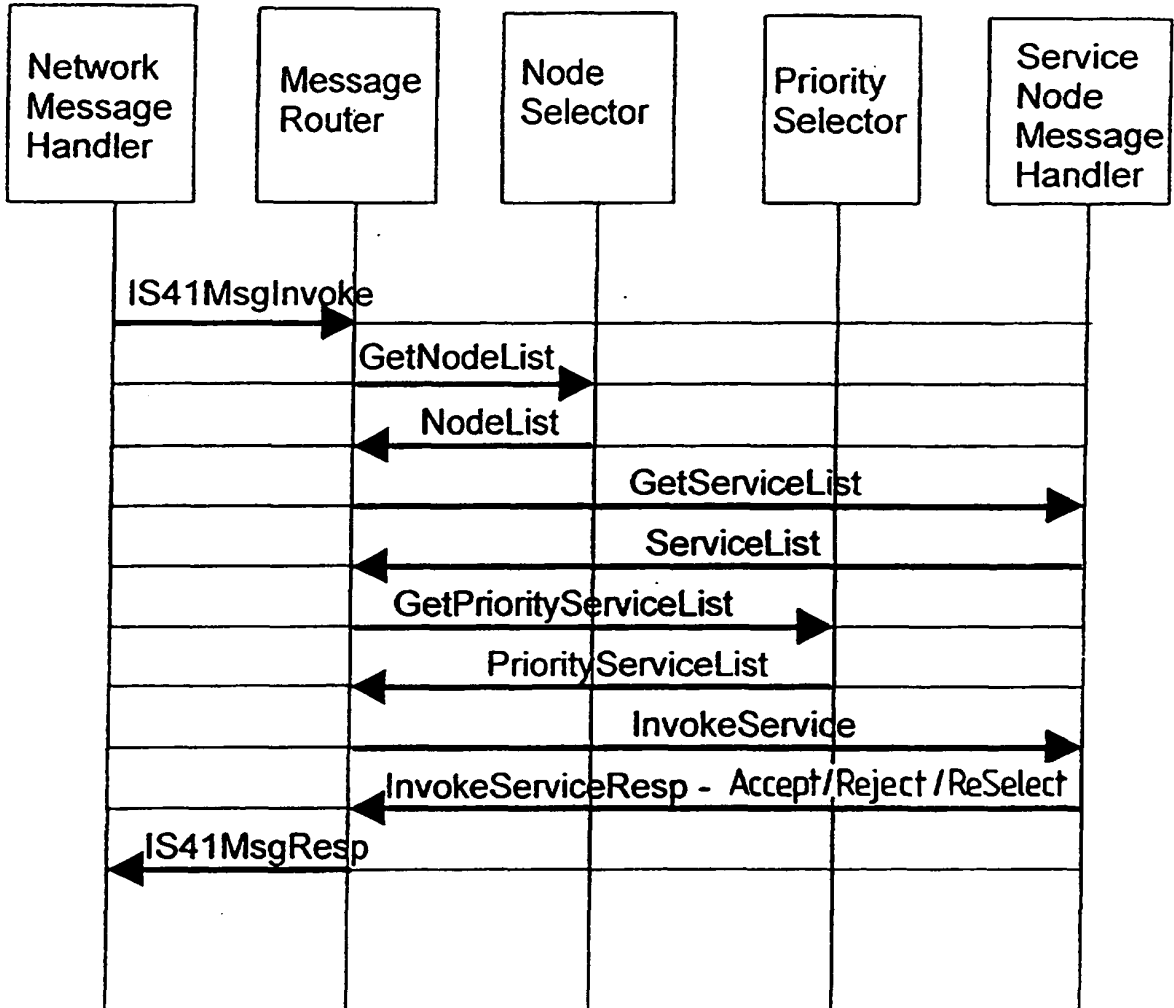 Network
Message
Handler
Message
Router
Node
Selector
Priority
Selector
Service
Node
Message
Handler
IS41MsgInvoke
GetNodeList
NodeList
GetServiceList
ServiceList
GetPriorityServiceList
PriorityServiceList
InvokeService
InvokeServiceResp - Accept/Reject/ReSelect
IS41MsgResp